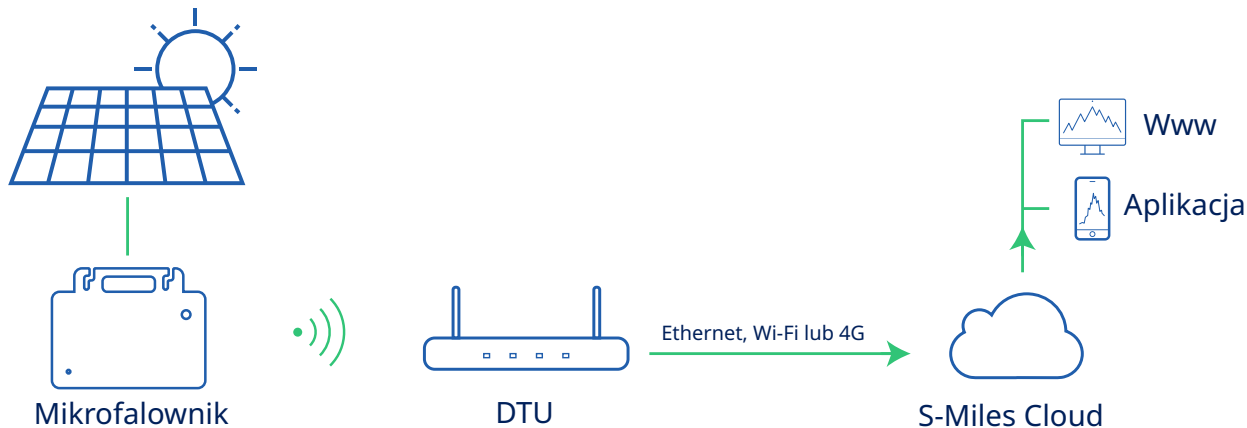 Www
Aplikacja
Ethernet, Wi-Fi lub 4G
Mikrofalownik
DTU
S-Miles Cloud